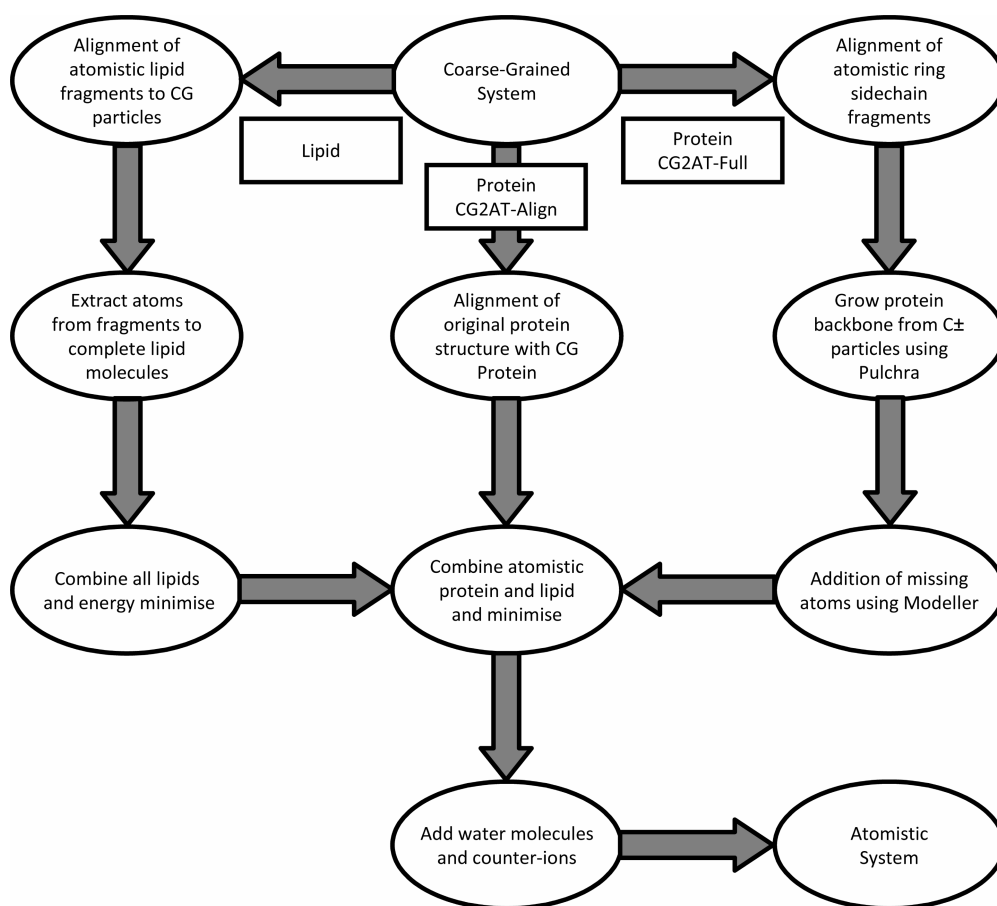 Alignment of
atomistic lipid
fragments to CG
particles
Coarse-Grained
System
Alignment of
atomistic ring
sidechain
fragments
Lipid
Protein
CG2AT-Align
Protein
CG2AT-Full
Extract atoms
from fragments to
complete lipid
molecules
Alignment of
original protein
structure with CG
Protein
Grow protein
backbone from C±
particles using
Pulchra
Combine all lipids
and energy minimise
Combine atomistic
protein and lipid
and minimise
Addition of missing
atoms using Modeller
Add water molecules
and counter-ions
Atomistic
System